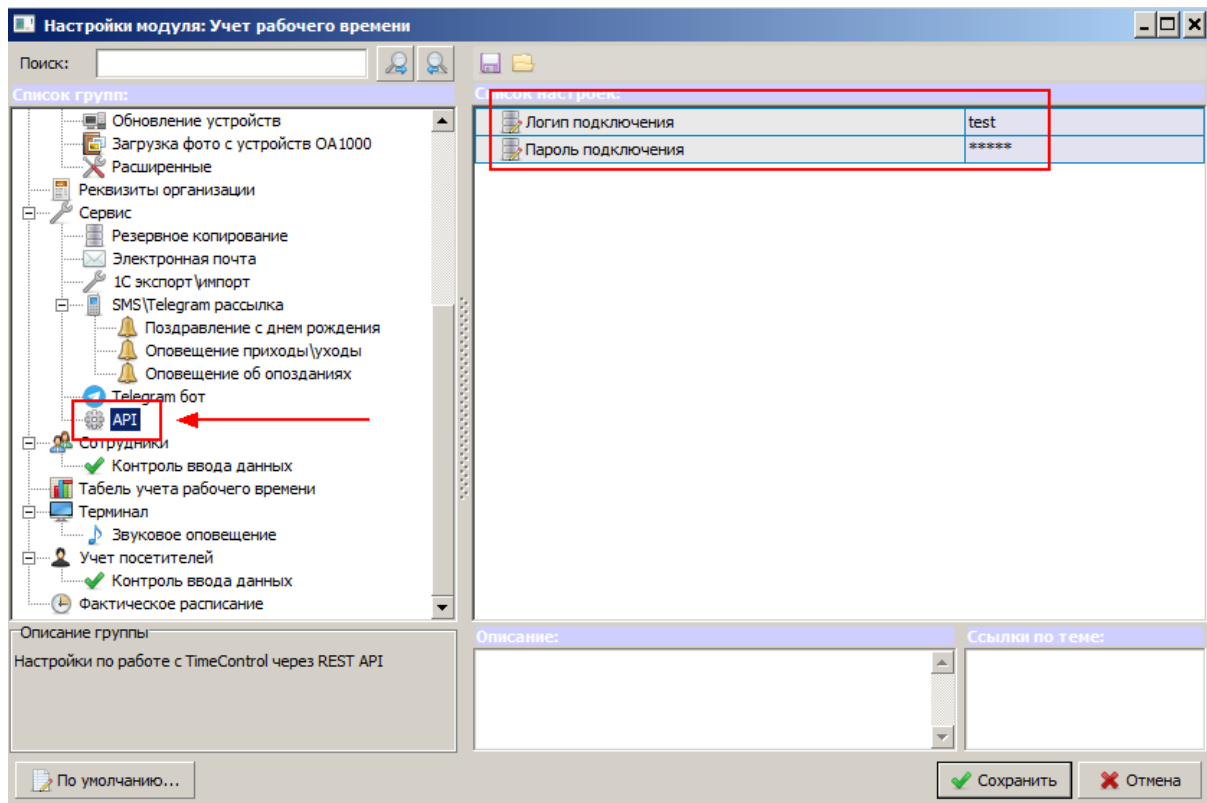 Настройки модуля: Учет рабочего времени
Поиск:
Список групп:
Обновление устройств
Загрузка фото с устройств OA1000
Расширенные
Реквизиты организации
Сервис
Резервное копирование
Электронная почта
1С экспорт\импорт
SMS\Telegram рассылка
Поздравление с днем рождения
Оповещение приходы\уходы
Оповещение об опозданиях
Telegram бот
API
Сотрудники
Контроль ввода данных
Табель учета рабочего времени
Терминал
Звуковое оповещение
Учет посетителей
Контроль ввода данных
Фактическое расписание
Список настроек:
Логип подключения test
Пароль подключения *****
Описание группы
Настройки по работе с TimeControl через REST API
Описание:
Ссылки по теме:
По умолчанию...
Сохранить
Отмена